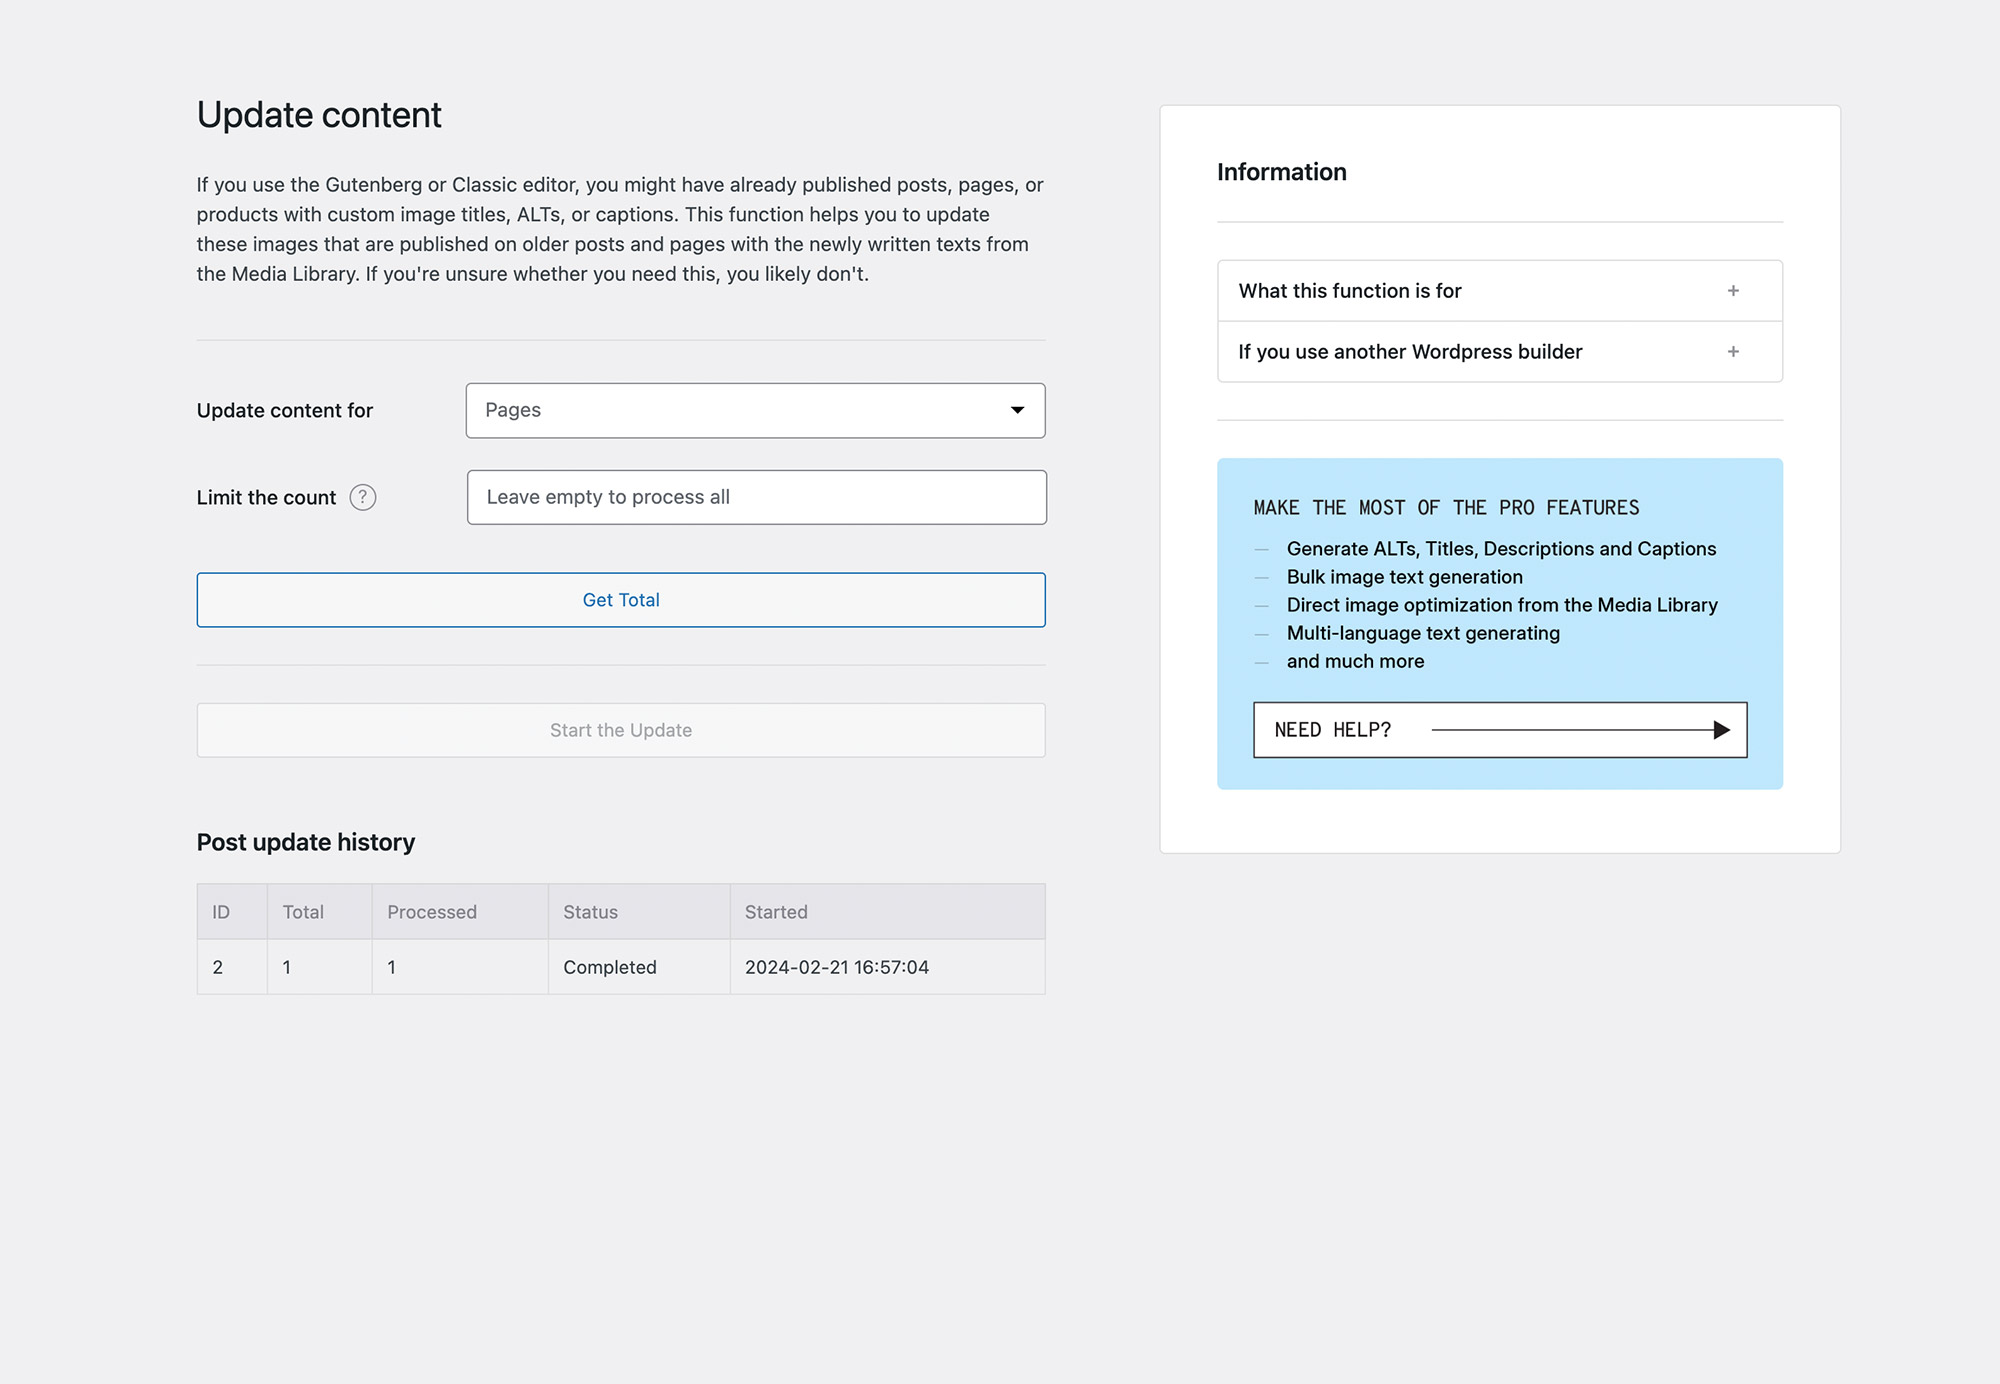 Update content
If you use the Gutenberg or Classic editor, you might have already published posts, pages, or
products with custom image titles, ALTs, or captions. This function helps you to update
these images that are published on older posts and pages with the newly written texts from
the Media Library. If you're unsure whether you need this, you likely don't.
Update content for
Pages
Limit the count ?
Leave empty to process all
Get Total
Start the Update
Post update history
ID Total Processed Status Started
2 1 1 Completed 2024-02-21 16:57:04
Information
What this function is for +
If you use another Wordpress builder +
MAKE THE MOST OF THE PRO FEATURES
— Generate ALTs, Titles, Descriptions and Captions
— Bulk image text generation
— Direct image optimization from the Media Library
— Multi-language text generating
— and much more
NEED HELP?